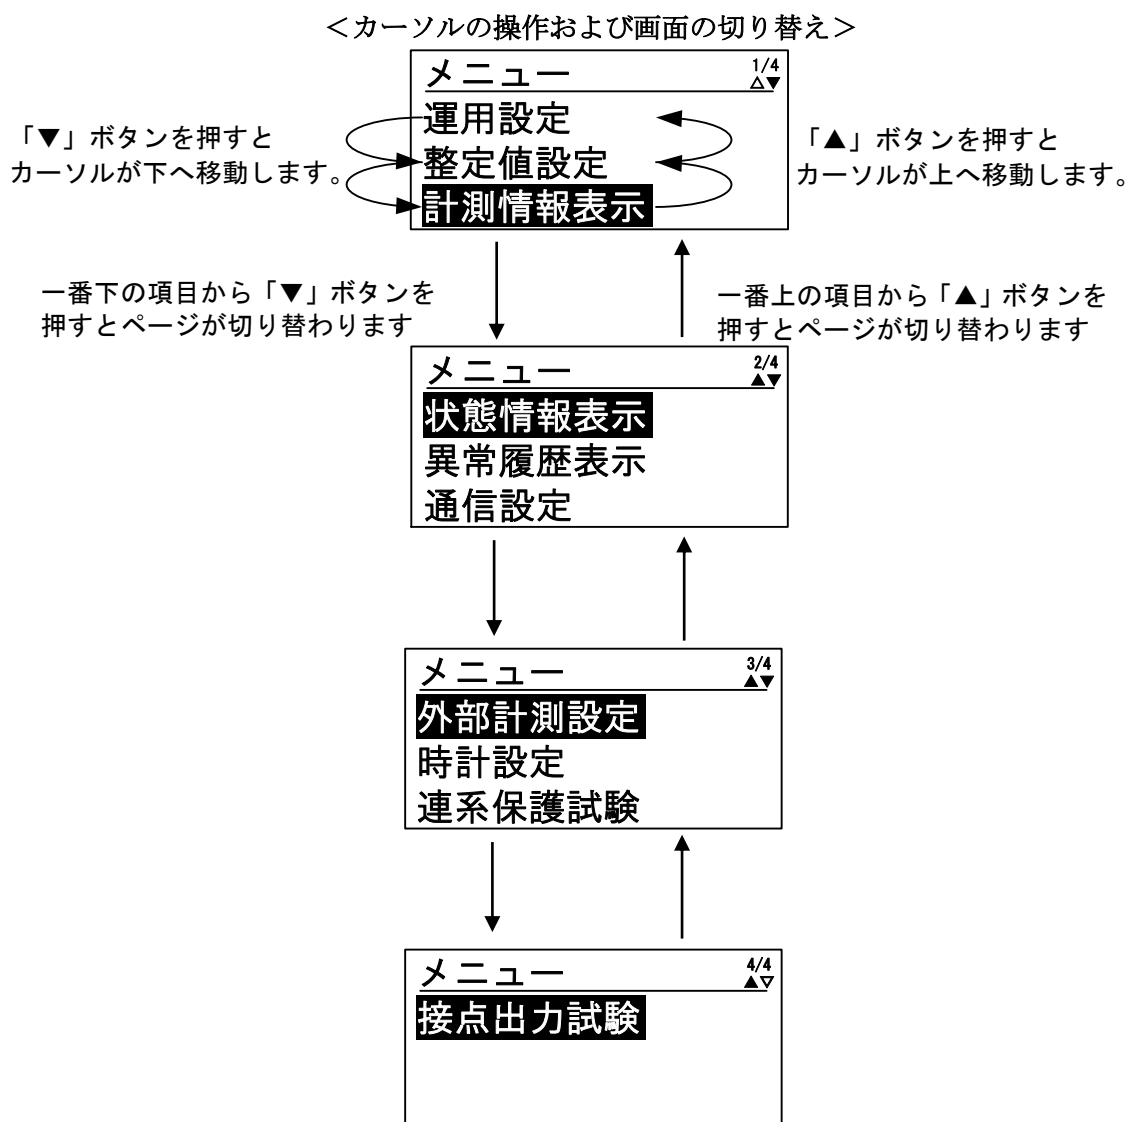 ＜カーソルの操作および画面の切り替え＞
メニュー 1/4
△▼
運用設定
整定値設定
計測情報表示
「▼」ボタンを押すと
カーソルが下へ移動します。
「▲」ボタンを押すと
カーソルが上へ移動します。
一番下の項目から「▼」ボタンを
押すとページが切り替わります
一番上の項目から「▲」ボタンを
押すとページが切り替わります
メニュー 2/4
▲▼
状態情報表示
異常履歴表示
通信設定
メニュー 3/4
▲▼
外部計測設定
時計設定
連系保護試験
メニュー 4/4
▲▽
接点出力試験